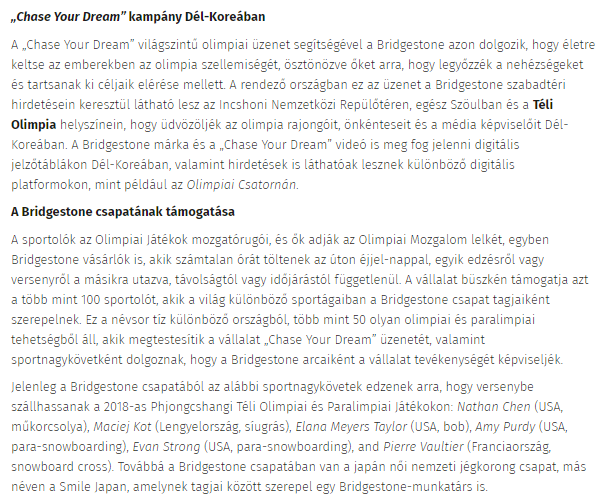 „Chase Your Dream” kampány Dél-Koreában
A „Chase Your Dream” világszintű olimpiai üzenet segítségével a Bridgestone azon dolgozik, hogy életre
keltse az emberekben az olimpia szellemiségét, ösztönözve őket arra, hogy legyőzzék a nehézségeket
és tartsanak ki céljaik elérése mellett. A rendező országban ez az üzenet a Bridgestone szabadtéri
hirdetésein keresztül látható lesz az Incshoni Nemzetközi Repülőtéren, egész Szöulban és a Téli
Olimpia helyszínein, hogy üdvözöljék az olimpia rajongóit, önkénteseit és a média képviselőit Dél-
Koreában. A Bridgestone márka és a „Chase Your Dream” videó is meg fog jelenni digitális
jelzőtáblákon Dél-Koreában, valamint hirdetések is láthatóak lesznek különböző digitális
platformokon, mint például az Olimpiai Csatornán.
A Bridgestone csapatának támogatása
A sportolók az Olimpiai Játékok mozgatórugói, és ők adják az Olimpiai Mozgalom lelkét, egyben
Bridgestone vásárlók is, akik számtalan órát töltenek az úton éjjel-nappal, egyik edzésről vagy
versenyről a másikra utazva, távolságtól vagy időjárástól függetlenül. A vállalat büszkén támogatja azt
a több mint 100 sportolót, akik a világ különböző sportágaiban a Bridgestone csapat tagjaiként
szerepelnek. Ez a névsor tíz különböző országból, több mint 50 olyan olimpiai és paralimpiai
tehetségből áll, akik megtestesítik a vállalat „Chase Your Dream” üzenetét, valamint
sportnagykövetként dolgoznak, hogy a Bridgestone arcaiként a vállalat tevékenységét képviseljék.
Jelenleg a Bridgestone csapatából az alábbi sportnagykövetek edzenek arra, hogy versenybe
szállhassanak a 2018-as Phjongcshangi Téli Olimpiai és Paralimpiai Játékokon: Nathan Chen (USA,
műkorcsolya), Maciej Kot (Lengyelország, síugrás), Elana Meyers Taylor (USA, bob), Amy Purdy (USA,
para-snowboarding), Evan Strong (USA, para-snowboarding), and Pierre Vaultier (Franciaország,
snowboard cross). Továbbá a Bridgestone csapatában van a japán női nemzeti jégkorong csapat, más
néven a Smile Japan, amelynek tagjai között szerepel egy Bridgestone-munkatárs is.